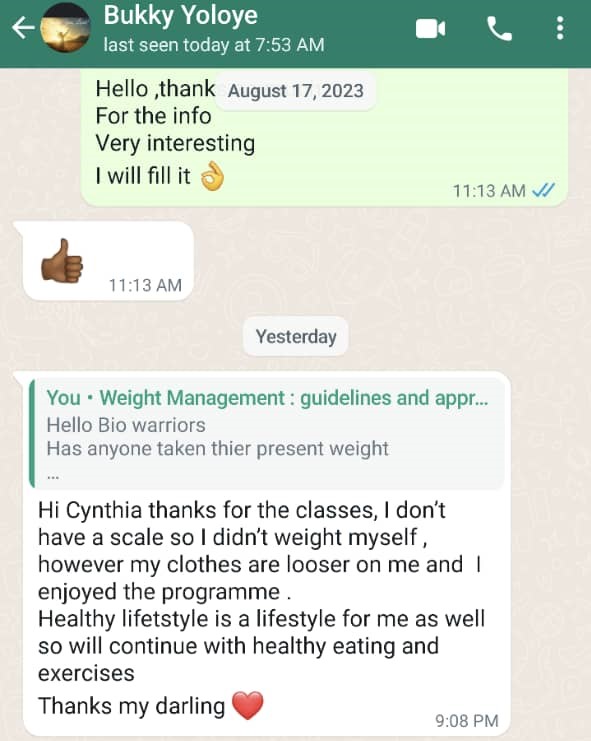 Bukky Yoloye
last seen today at 7:53 AM
August 17, 2023
Hello ,thank
For the info
Very interesting
I will fill it 👌
11:13 AM
👍🏾
11:13 AM
Yesterday
You • Weight Management : guidelines and appr...
Hello Bio warriors
Has anyone taken thier present weight
...
Hi Cynthia thanks for the classes, I don't
have a scale so I didn't weight myself ,
however my clothes are looser on me and I
enjoyed the programme .
Healthy lifetstyle is a lifestyle for me as well
so will continue with healthy eating and
exercises
Thanks my darling ❤️
9:08 PM